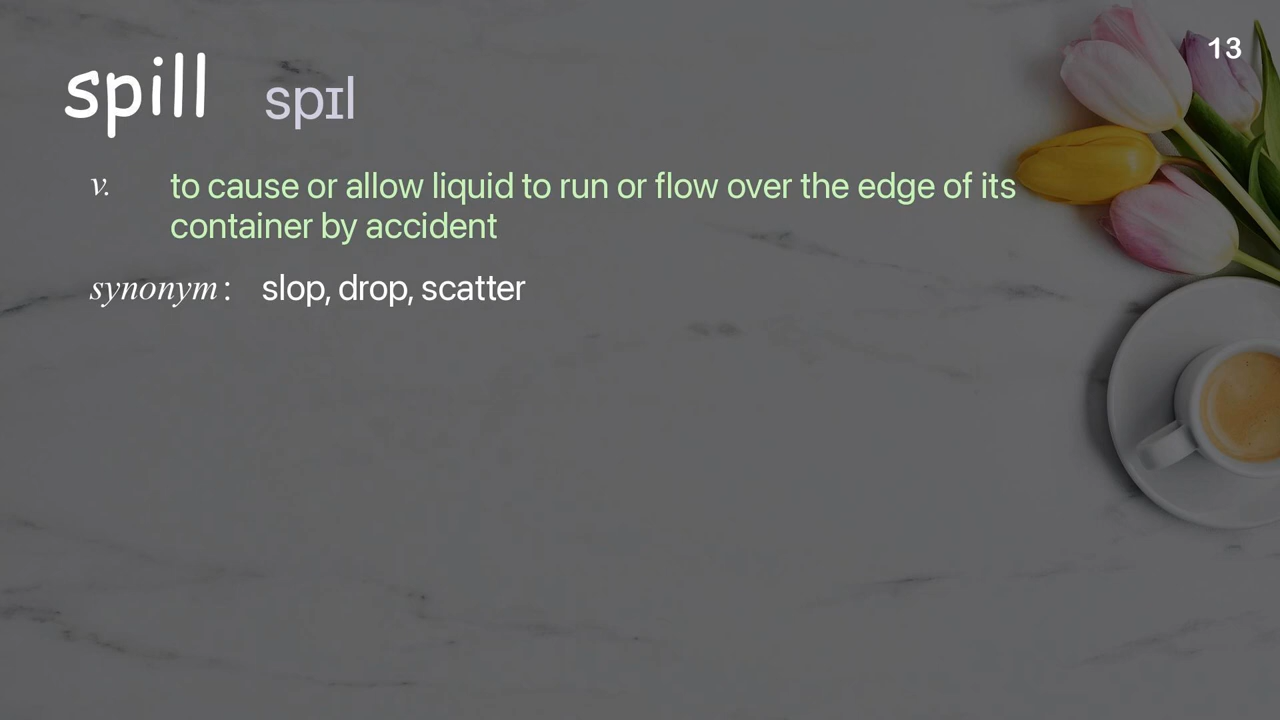 13
spill spɪl
v. to cause or allow liquid to run or flow over the edge of its
container by accident
synonym : slop, drop, scatter